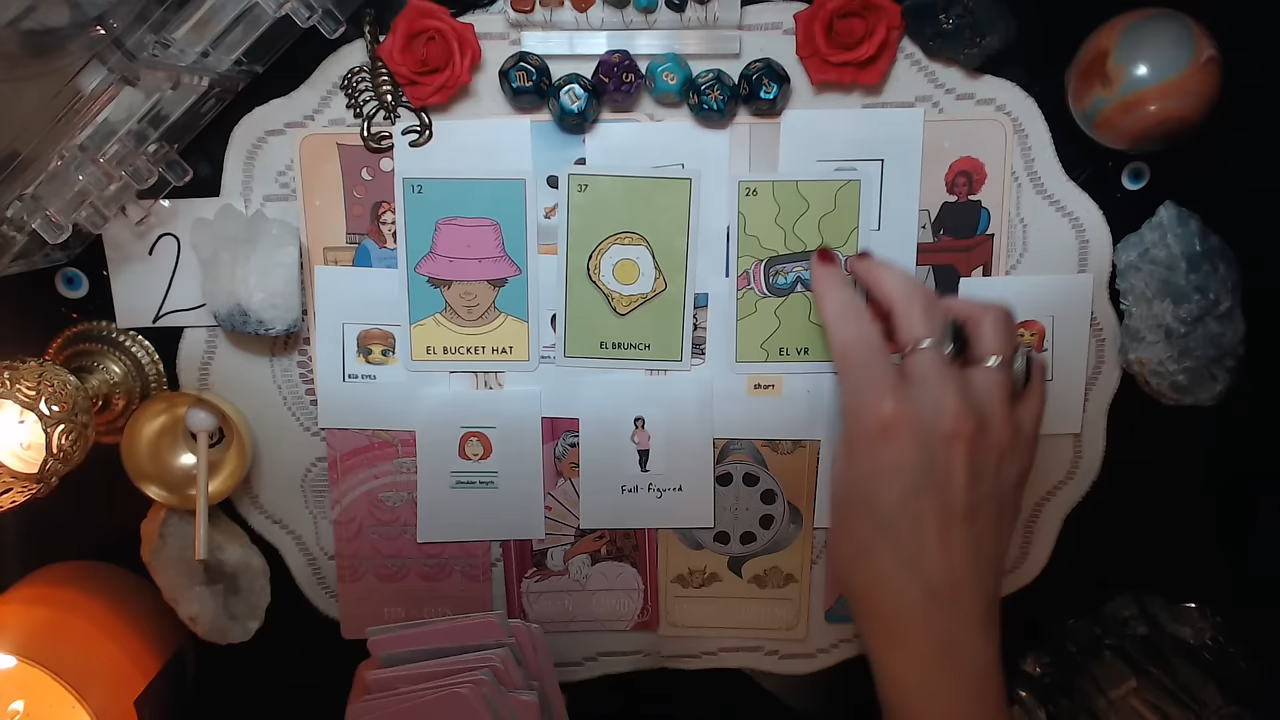 2
12
EL BUCKET HAT
37
EL BRUNCH
26
EL VR
BIG EYES
short
Shoulder length
Full-figured